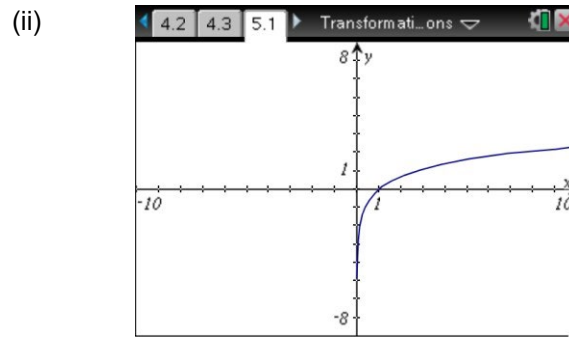 (ii)
4.2 4.3 5.1 Transformati…ons
8 y
1
x
-10 1 10
-8